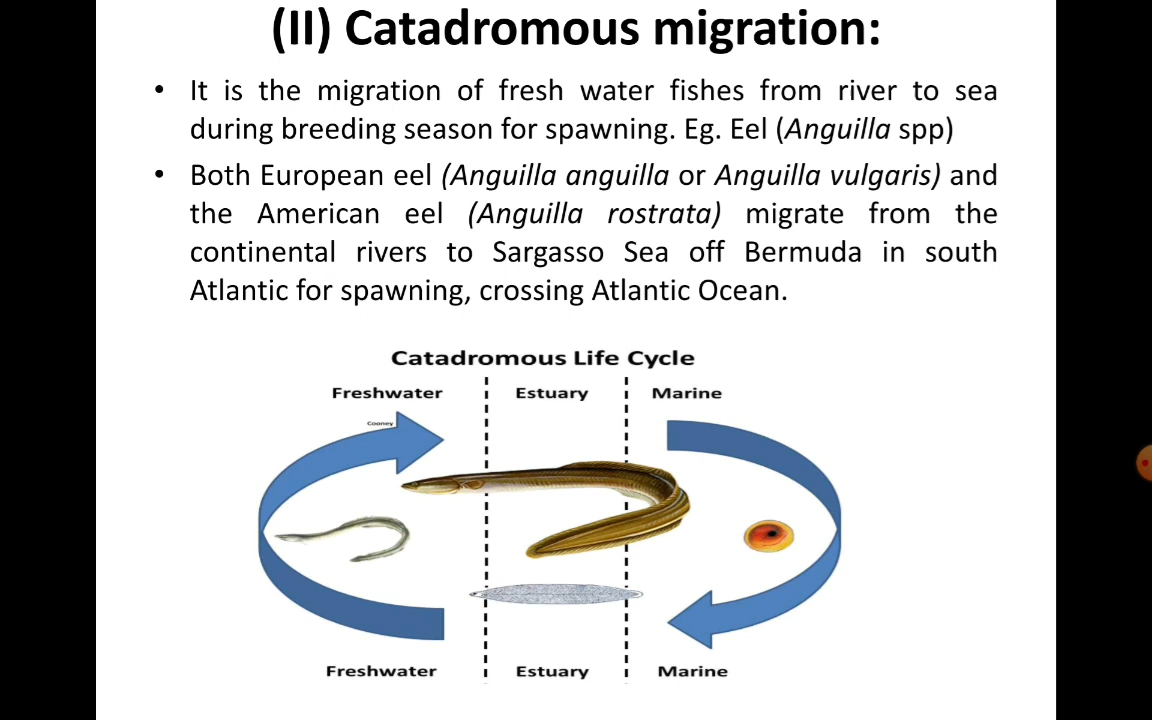 (II) Catadromous migration:
• It is the migration of fresh water fishes from river to sea
during breeding season for spawning. Eg. Eel (Anguilla spp)
• Both European eel (Anguilla anguilla or Anguilla vulgaris) and
the American eel (Anguilla rostrata) migrate from the
continental rivers to Sargasso Sea off Bermuda in south
Atlantic for spawning, crossing Atlantic Ocean.
Catadromous Life Cycle
Freshwater Estuary Marine
Cooney
Freshwater Estuary Marine